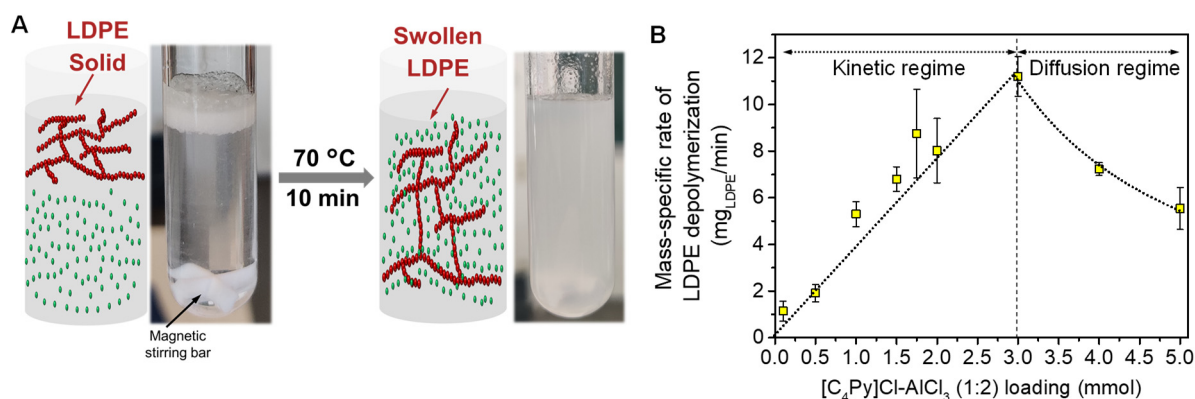 A
LDPE
Solid
Magnetic
stirring bar
70 °C
10 min
Swollen
LDPE
B
Mass-specific rate of
LDPE depolymerization
(mg_LDPE/min)
12
10
8
6
4
2
0
Kinetic regime
Diffusion regime
0.0 0.5 1.0 1.5 2.0 2.5 3.0 3.5 4.0 4.5 5.0
[C₄Py]Cl-AlCl₃ (1:2) loading (mmol)